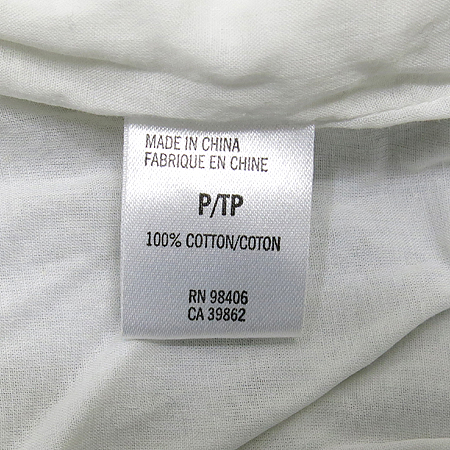 MADE IN CHINA
FABRIQUE EN CHINE
P/TP
100% COTTON/COTON
RN 98406
CA 39862